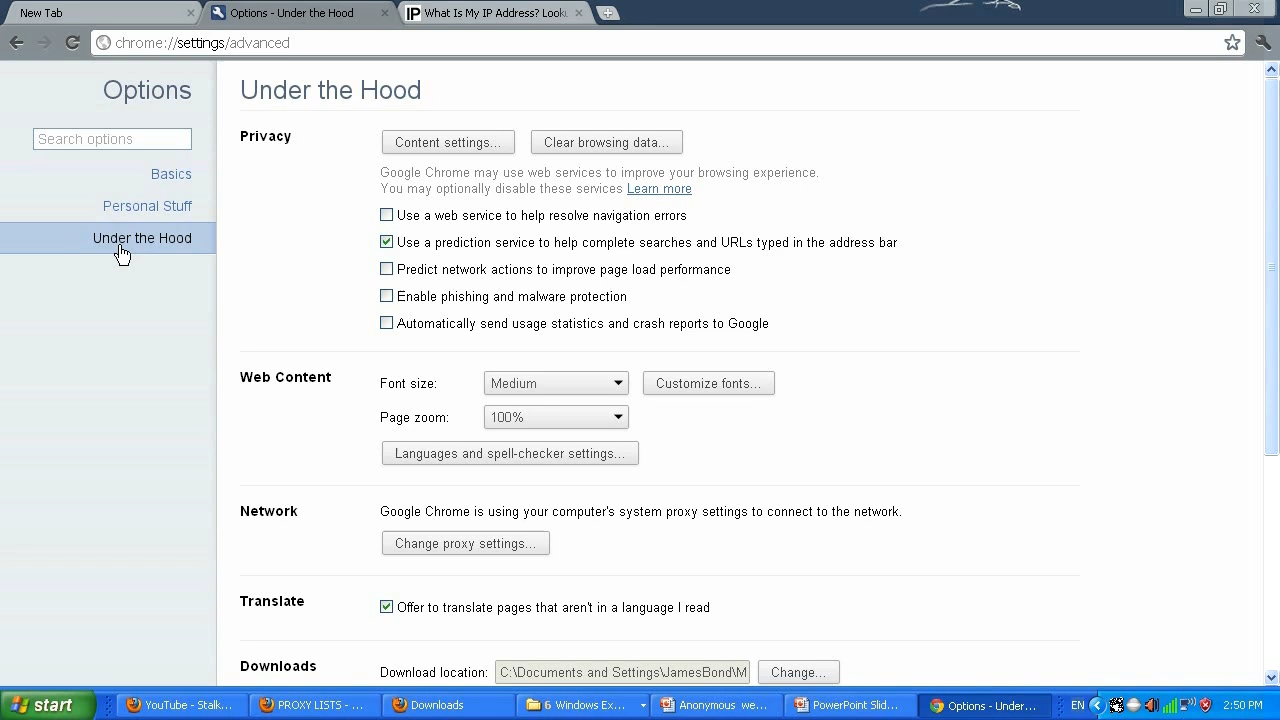 New Tab
Options - Under the Hood
IP What Is My IP Address? Looku
chrome://settings/advanced
Options
Search options
Basics
Personal Stuff
Under the Hood
Under the Hood
Privacy
Content settings...
Clear browsing data...
Google Chrome may use web services to improve your browsing experience.
You may optionally disable these services Learn more
Use a web service to help resolve navigation errors
Use a prediction service to help complete searches and URLs typed in the address bar
Predict network actions to improve page load performance
Enable phishing and malware protection
Automatically send usage statistics and crash reports to Google
Web Content
Font size:
Medium
Customize fonts...
Page zoom:
100%
Languages and spell-checker settings...
Network
Google Chrome is using your computer's system proxy settings to connect to the network.
Change proxy settings...
Translate
Offer to translate pages that aren't in a language I read
Downloads
Download location:
C:\Documents and Settings\JamesBond\M
Change...
start
YouTube - Stalk...
PROXY LISTS - ...
Downloads
6 Windows Ex...
Anonymous we...
PowerPoint Slid...
Options - Under...
EN
2:50 PM